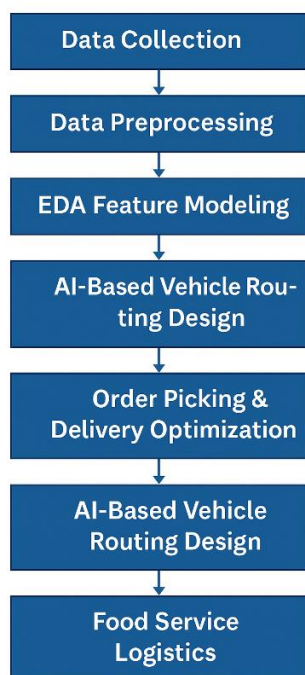 Data Collection
Data Preprocessing
EDA Feature Modeling
AI-Based Vehicle Rou-
ting Design
Order Picking &
Delivery Optimization
AI-Based Vehicle
Routing Design
Food Service
Logistics